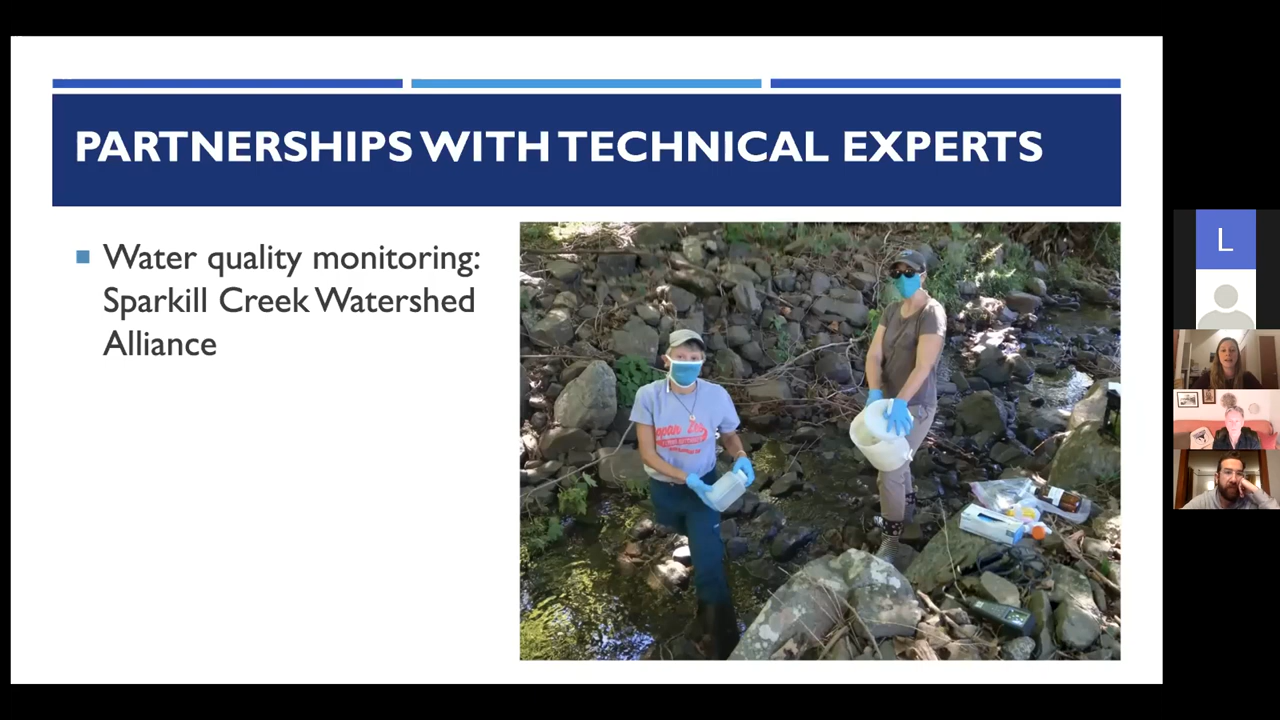 PARTNERSHIPS WITH TECHNICAL EXPERTS
Water quality monitoring:
Sparkill Creek Watershed
Alliance
L